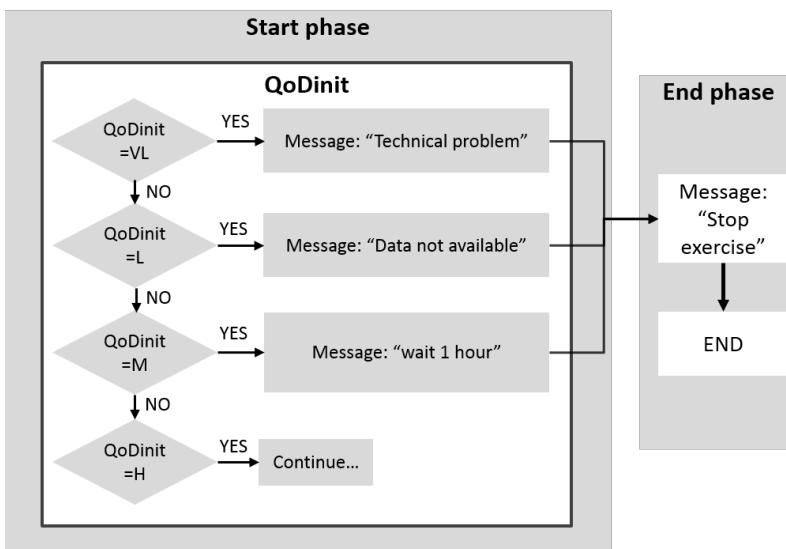 Start phase
QoDinit
QoDinit
=VL
YES
Message: “Technical problem”
NO
QoDinit
=L
YES
Message: “Data not available”
NO
QoDinit
=M
YES
Message: “wait 1 hour”
NO
QoDinit
=H
YES
Continue...
End phase
Message:
“Stop
exercise”
END